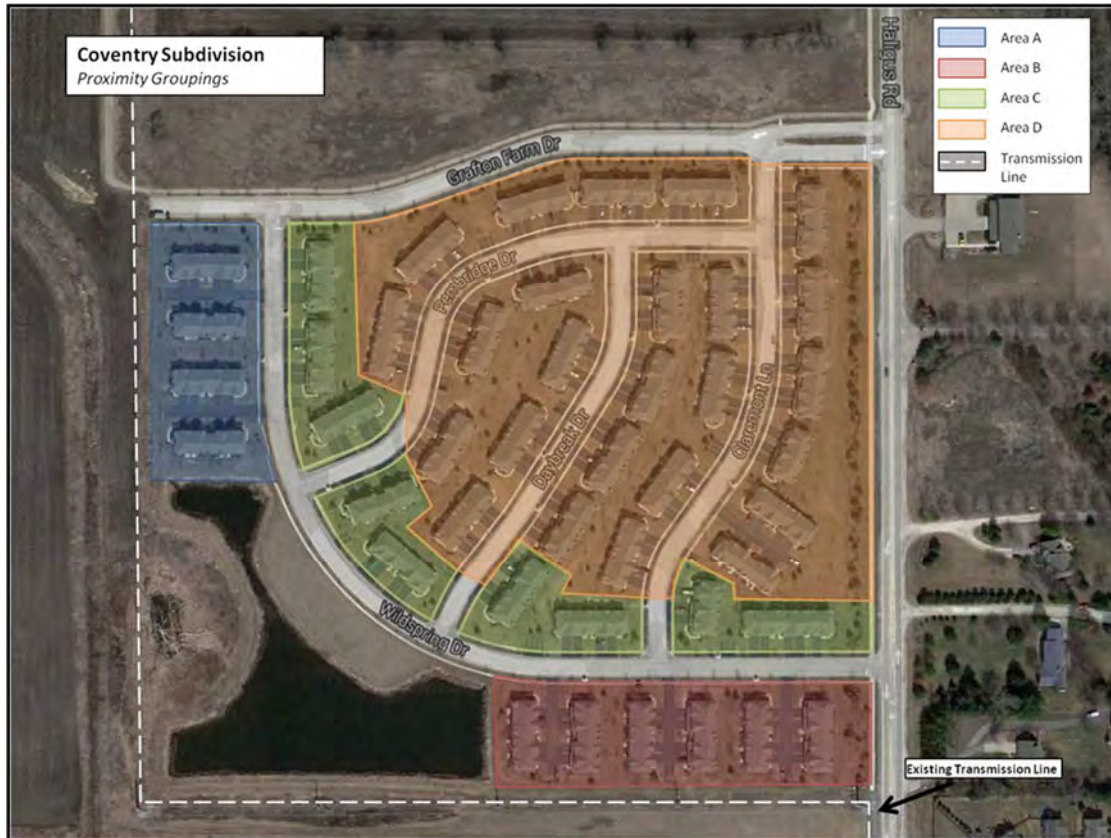 Coventry Subdivision
Proximity Groupings
Haligus Rd
Area A
Area B
Area C
Area D
Transmission
Line
Grafton Farm Dr
Pembridge Dr
Daybreak Dr
Claremont Ln
Wildspring Dr
Existing Transmission Line